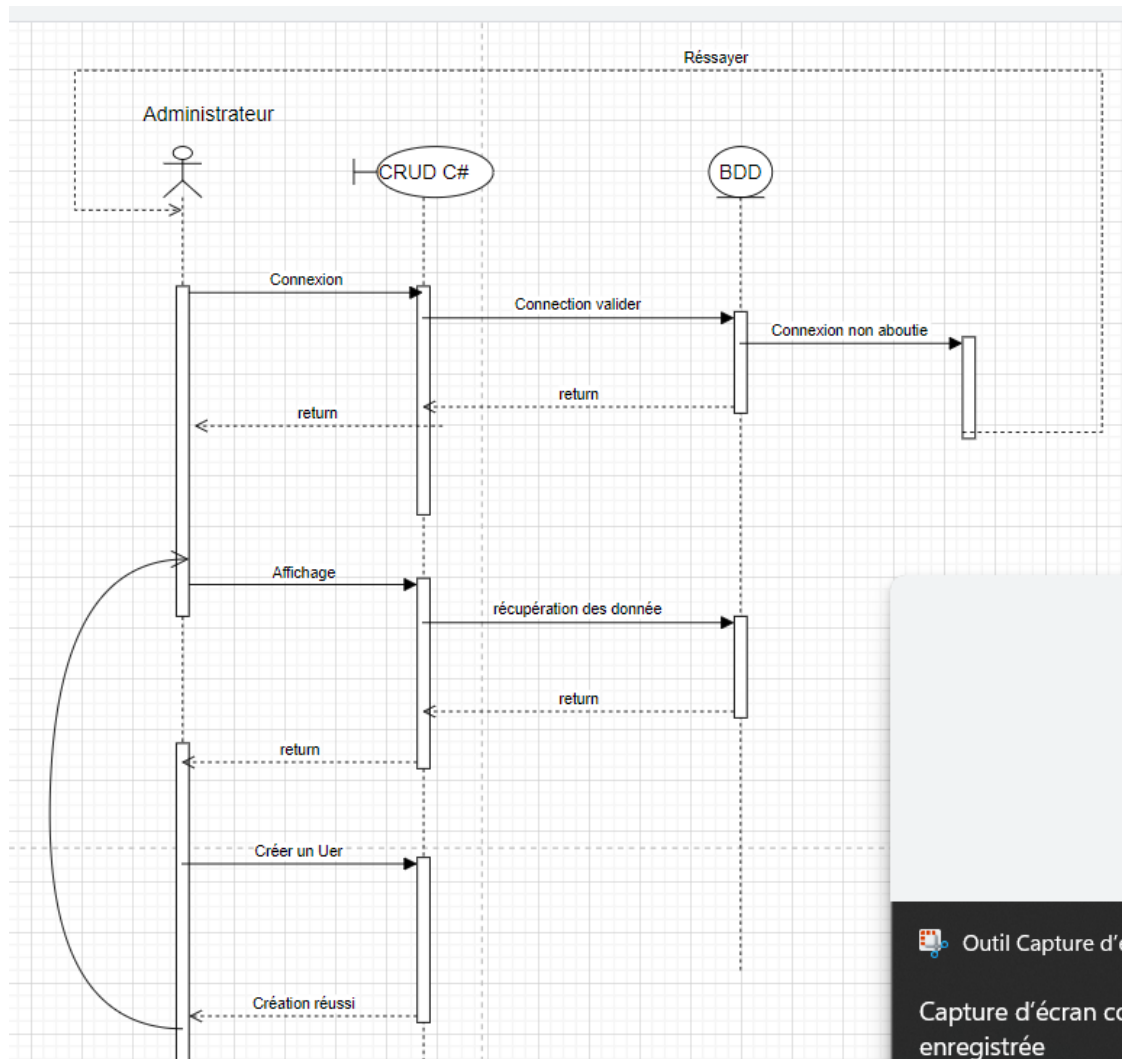 Réssayer
Administrateur
CRUD C#
BDD
Connexion
Connection valider
Connexion non aboutie
return
return
Affichage
récupération des donnée
return
return
Créer un Uer
Outil Capture d'
Création réussi
Capture d'écran
enregistrée